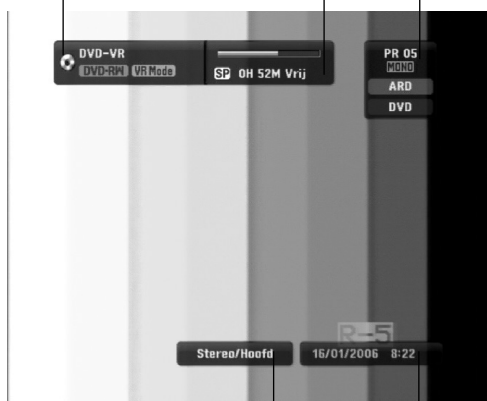 DVD-VR
DVD-RW VR Mode
SP 0H 52M Vrij
PR 05
MONO
ARD
DVD
R-5
Stereo/Hoofd
16/01/2006 8:22